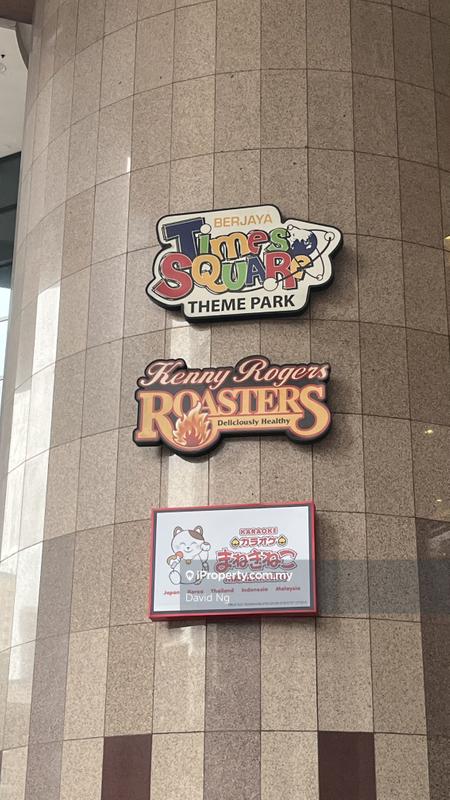 BERJAYA
Times
SQUARE
THEME PARK
Kenny Rogers
ROASTERS
Deliciously Healthy
KARAOKE
カラオケ
まねきねこ
iProperty.com.my
Japan Korea Thailand Indonesia Malaysia
David Ng